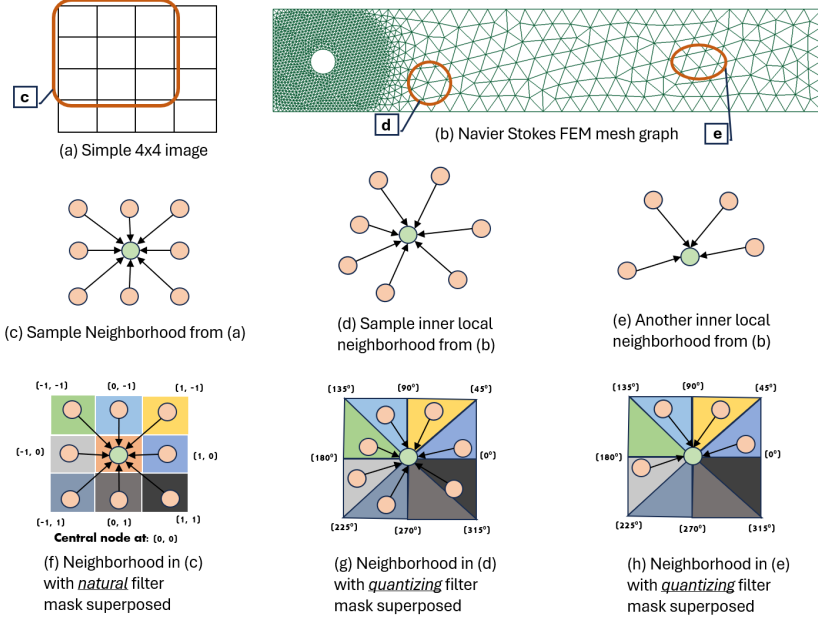 c
(a) Simple 4x4 image
d
(b) Navier Stokes FEM mesh graph
e
(c) Sample Neighborhood from (a)
(d) Sample inner local
neighborhood from (b)
(e) Another inner local
neighborhood from (b)
(-1, -1)
(0, -1)
(1, -1)
(-1, 0)
(1, 0)
(-1, 1)
(0, 1)
(1, 1)
Central node at: (0, 0)
(f) Neighborhood in (c)
with natural filter
mask superposed
(135°)
(90°)
(45°)
(180°)
(0°)
(225°)
(270°)
(315°)
(g) Neighborhood in (d)
with quantizing filter
mask superposed
(135°)
(90°)
(45°)
(180°)
(0°)
(225°)
(270°)
(315°)
(h) Neighborhood in (e)
with quantizing filter
mask superposed